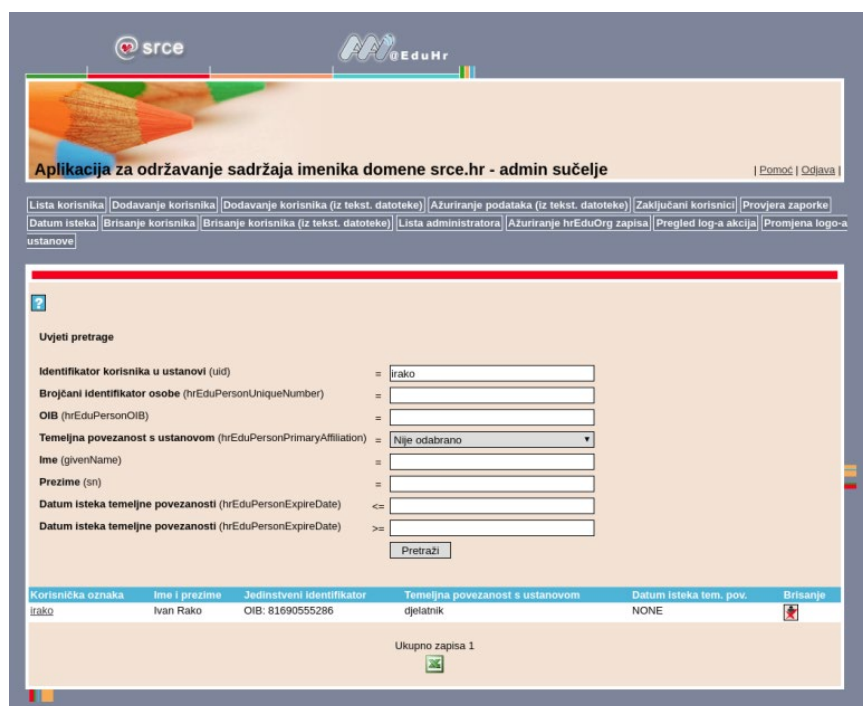 srce
AAI@EduHr
Aplikacija za održavanje sadržaja imenika domene srce.hr - admin sučelje
| Pomoć | Odjava |
Lista korisnika Dodavanje korisnika Dodavanje korisnika (iz tekst. datoteke) Ažuriranje podataka (iz tekst. datoteke) Zaključani korisnici Provjera zaporke
Datum isteka Brisanje korisnika Brisanje korisnika (iz tekst. datoteke) Lista administratora Ažuriranje hrEduOrg zapisa Pregled log-a akcija Promjena logo-a
ustanove
?
Uvjeti pretrage
Identifikator korisnika u ustanovi (uid) = irako
Brojčani identifikator osobe (hrEduPersonUniqueNumber) =
OIB (hrEduPersonOIB) =
Temeljna povezanost s ustanovom (hrEduPersonPrimaryAffiliation) = Nije odabrano
Ime (givenName) =
Prezime (sn) =
Datum isteka temeljne povezanosti (hrEduPersonExpireDate) <=
Datum isteka temeljne povezanosti (hrEduPersonExpireDate) >=
Pretraži
Korisnička oznaka Ime i prezime Jedinstveni identifikator Temeljna povezanost s ustanovom Datum isteka tem. pov. Brisanje
irako Ivan Rako OIB: 81690555286 djelatnik NONE
Ukupno zapisa 1